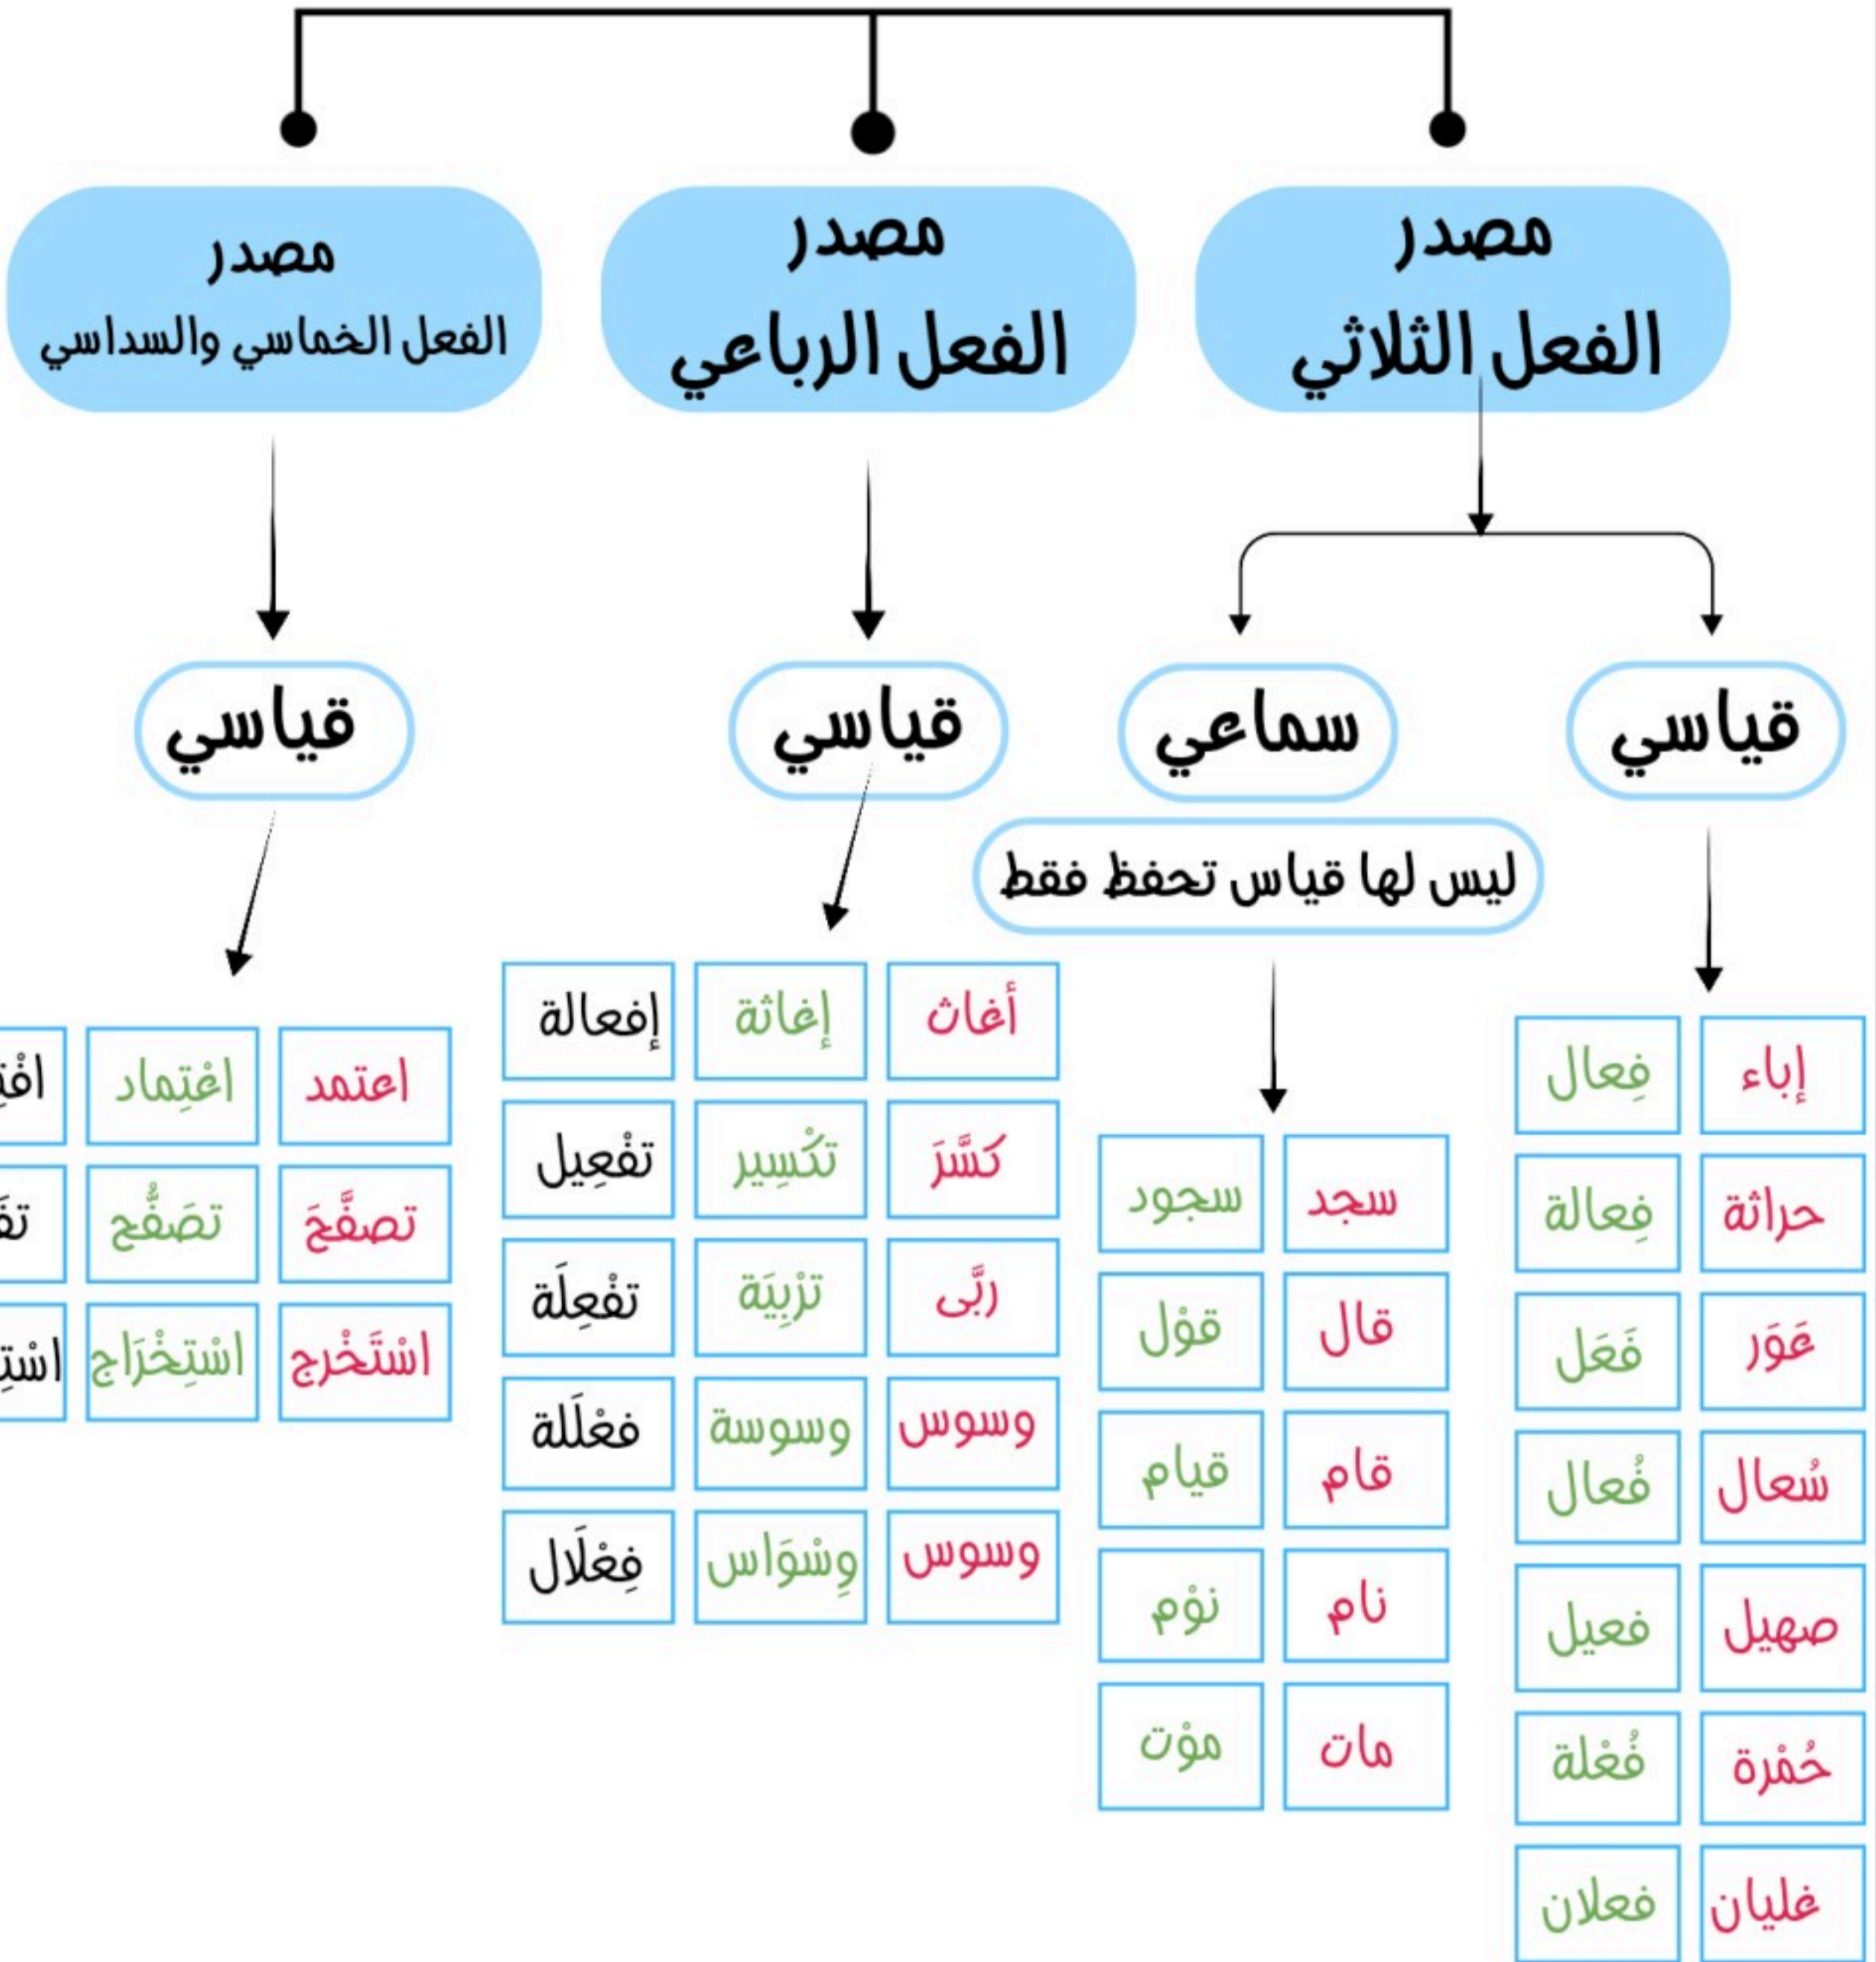 مصدر
الفعل الثلاثي
مصدر
الفعل الرباعي
مصدر
الفعل الخماسي والسداسي
قياسي
سماعي
قياسي
قياسي
ليس لها قياس تحفظ فقط
إباء فِعال
حراثة فِعالة
عَوَر فَعَل
سُعال فُعال
صهيل فعيل
حُمْرة فُعْلة
غليان فعلان
سجد سجود
قال قوْل
قام قيام
نام نوْم
مات موْت
أغاث إغاثة إفعالة
كسَّرَ تكْسِير تفْعِيل
ربَّى ترْبِيَة تفْعِلَة
وسوس وسوسة فعْلَلة
وسوس وِسْوَاس فِعْلَال
اعتمد اعْتِماد
تصفَّحَ تصَفُّح
اسْتَخْرج اسْتِخْرَاج